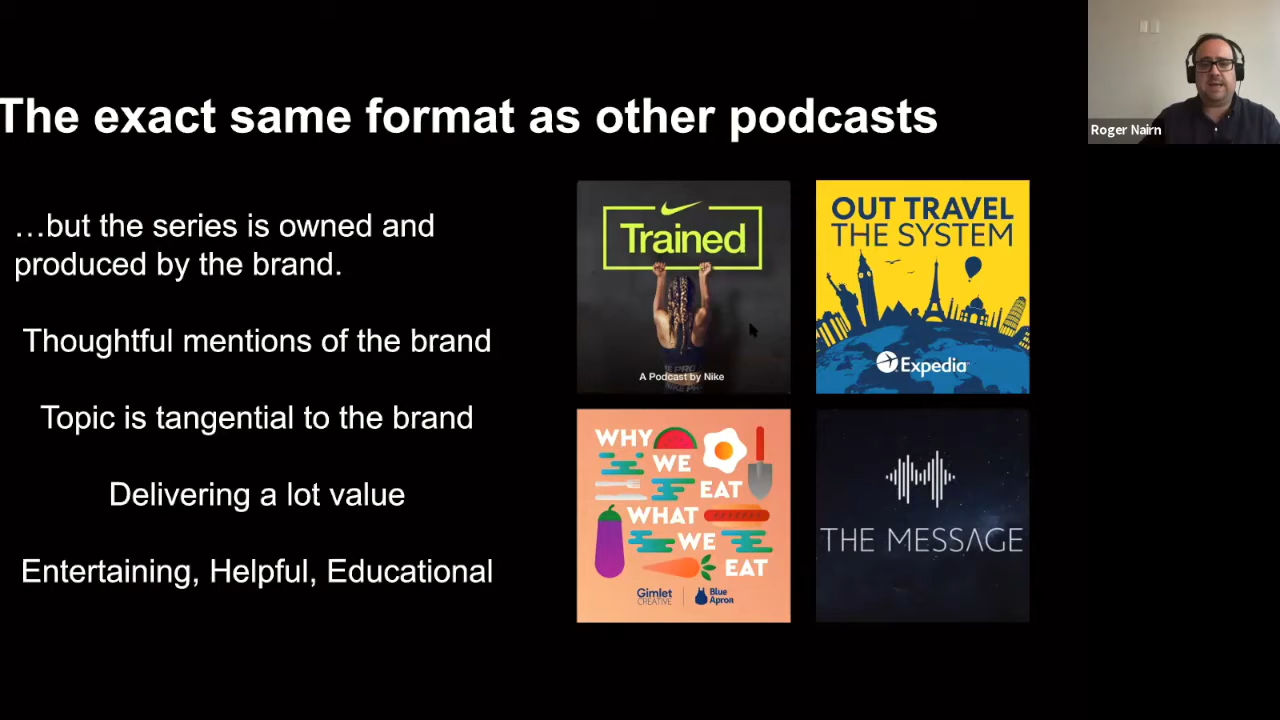 The exact same format as other podcasts
Roger Nairn
…but the series is owned and
produced by the brand.
Thoughtful mentions of the brand
Topic is tangential to the brand
Delivering a lot value
Entertaining, Helpful, Educational
Trained
A Podcast by Nike
OUT TRAVEL
THE SYSTEM
Expedia
WHY
WE
EAT
WHAT
WE
EAT
Gimlet
CREATIVE
Blue
Apron
THE MESSAGE